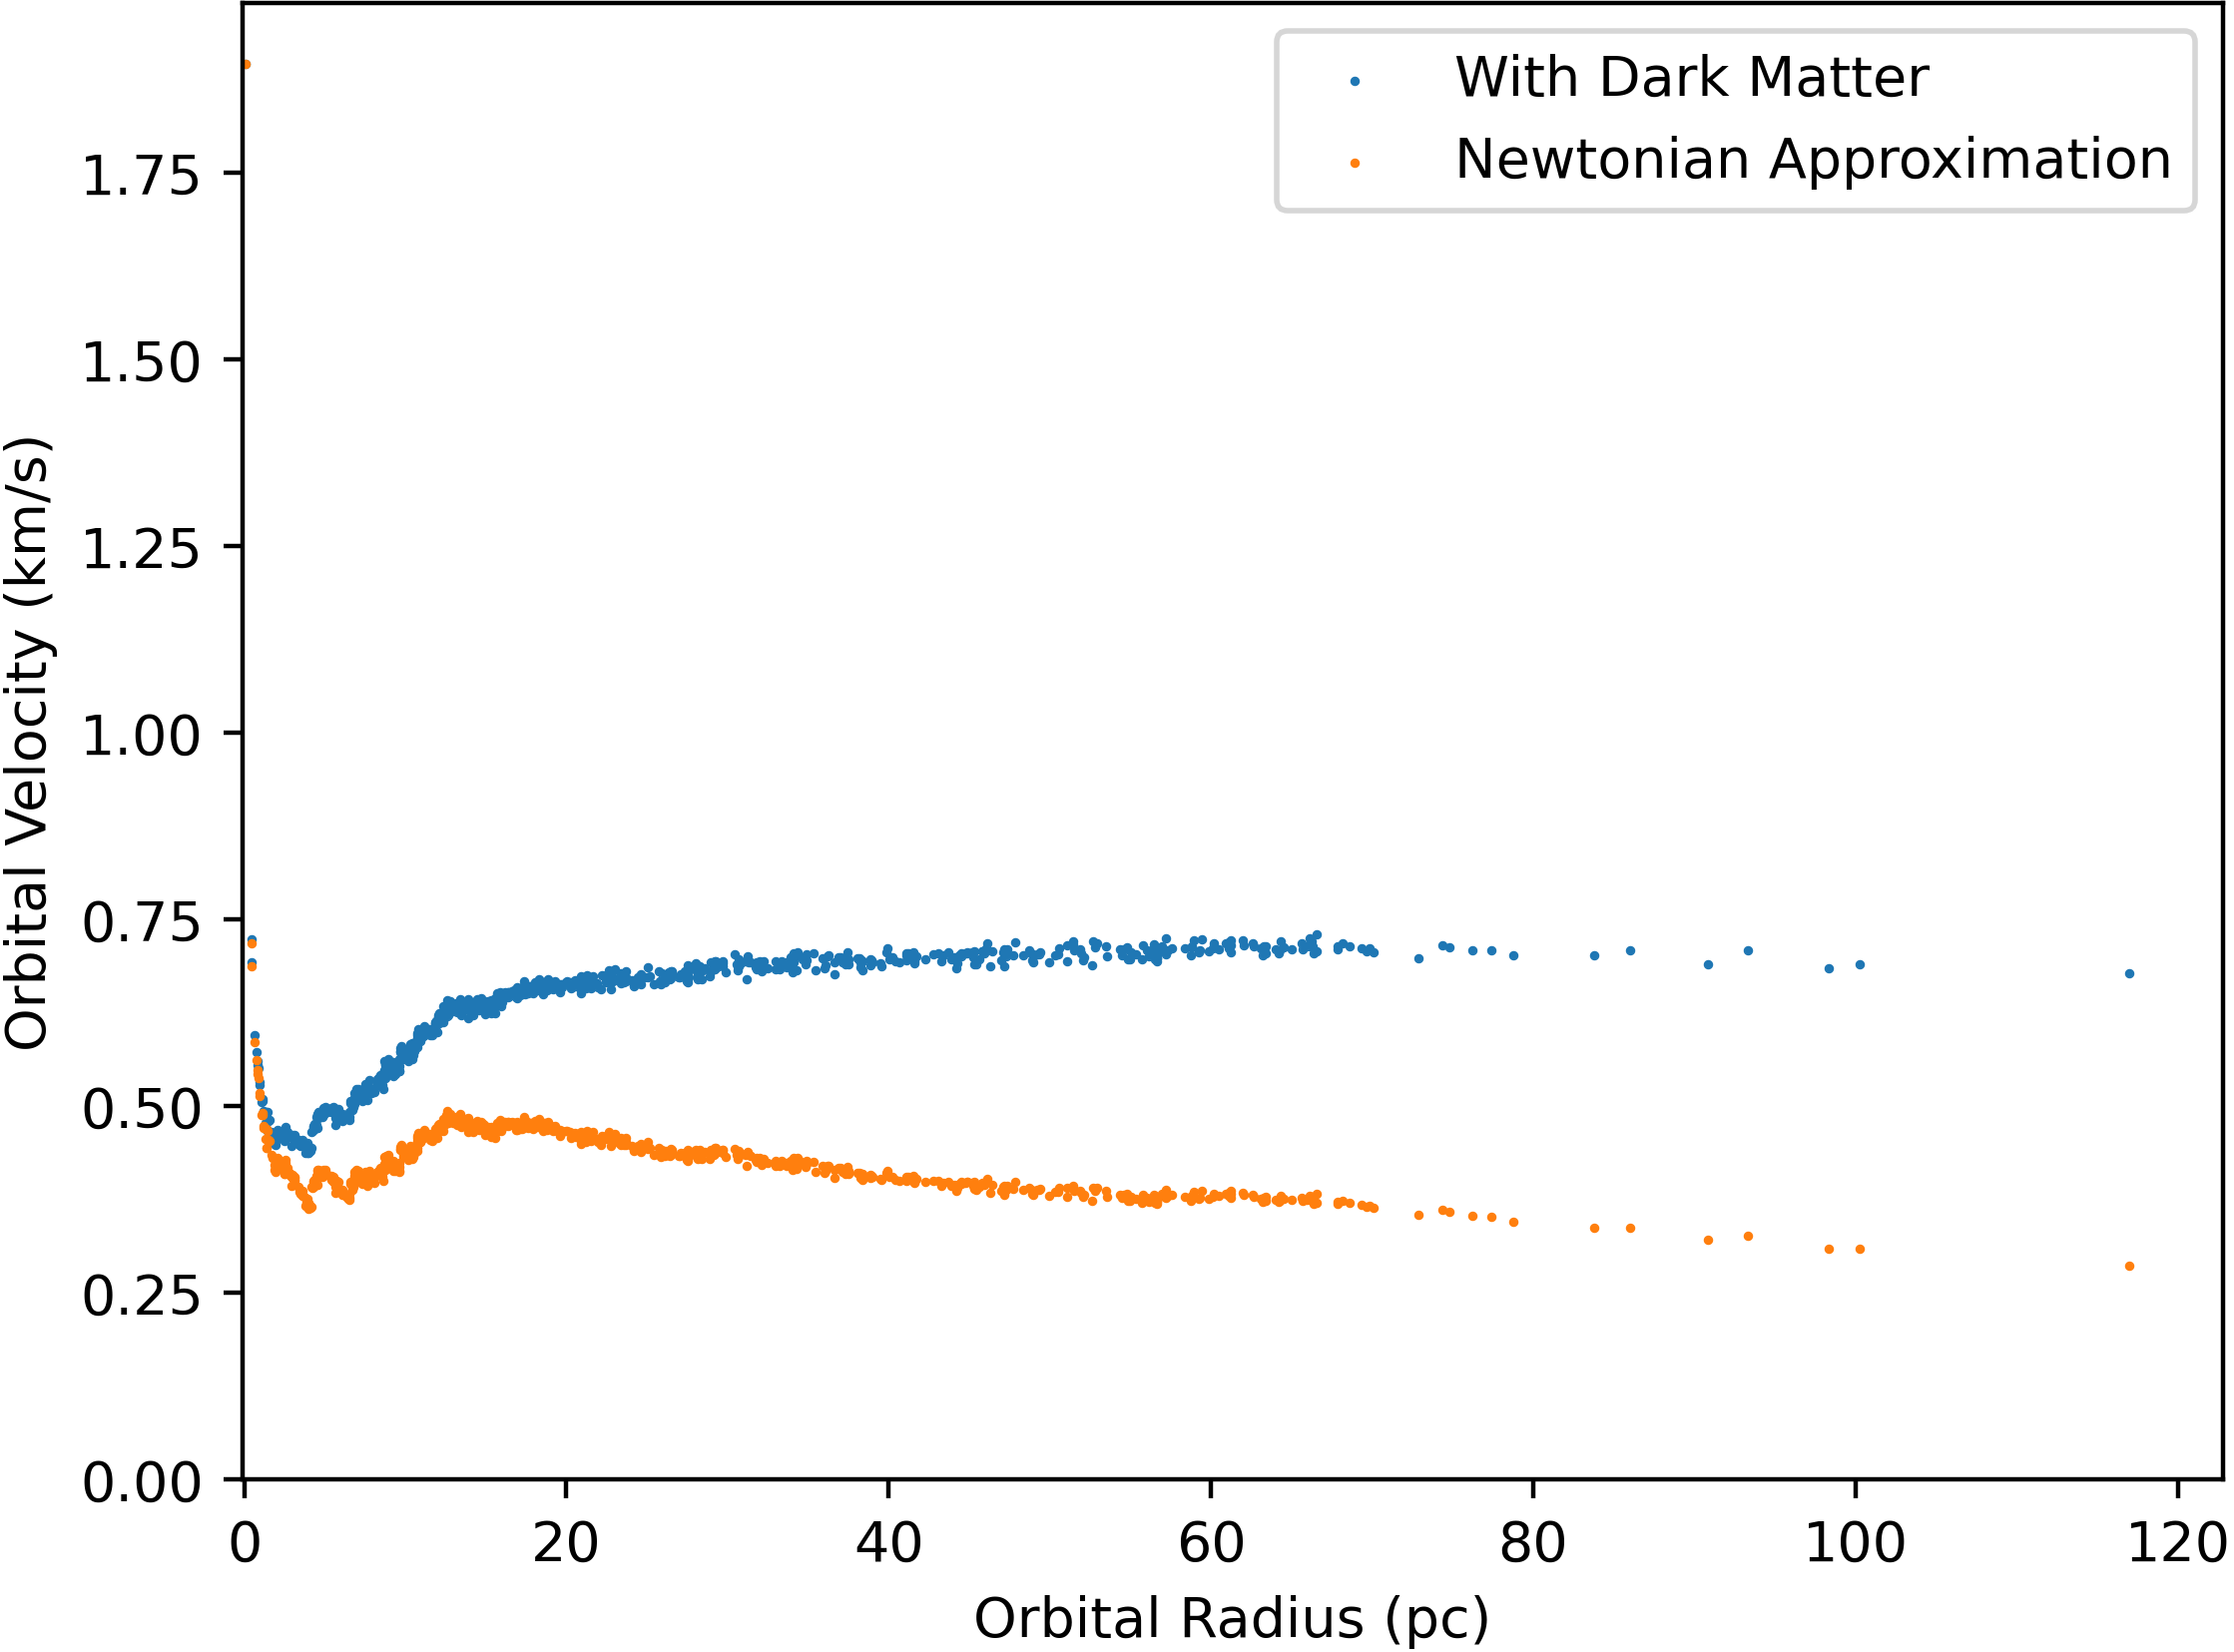 With Dark Matter
Newtonian Approximation
1.75
1.50
1.25
1.00
0.75
0.50
0.25
0.00
Orbital Velocity (km/s)
0 20 40 60 80 100 120
Orbital Radius (pc)